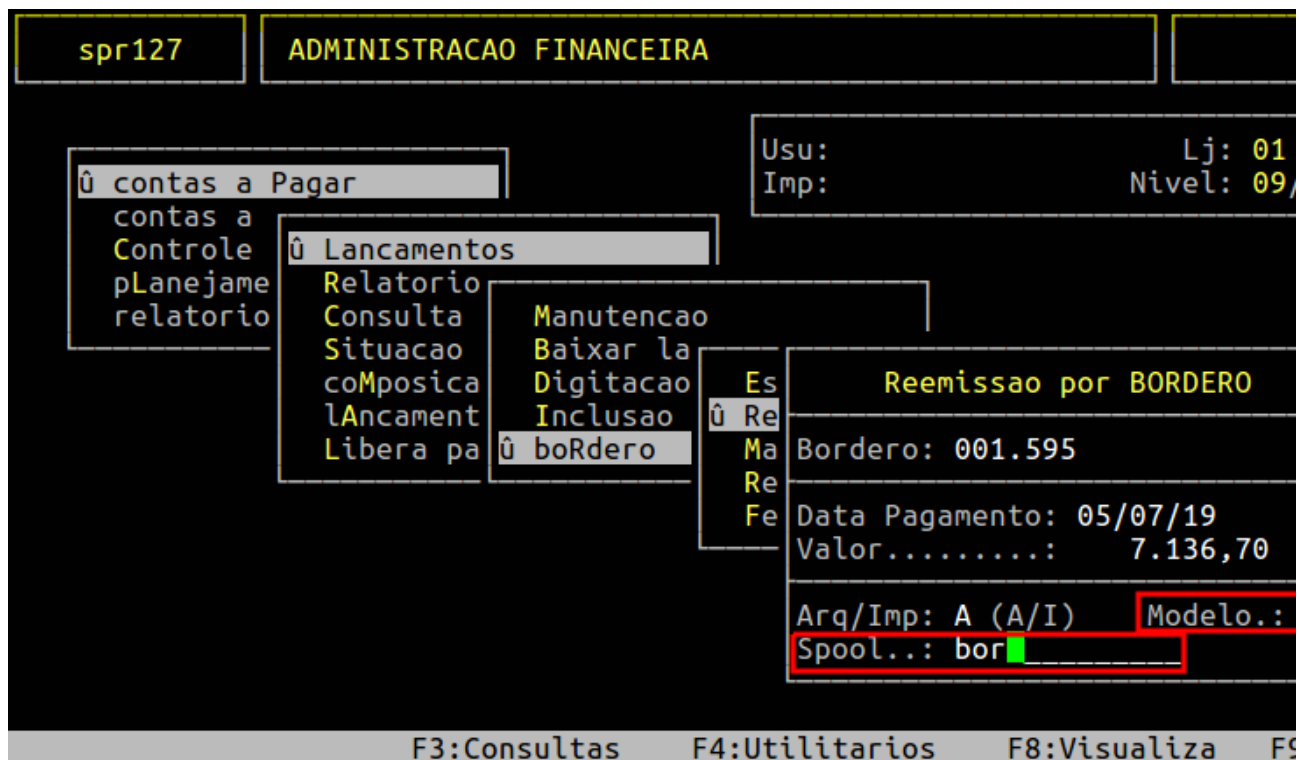 spr127 ADMINISTRACAO FINANCEIRA
Usu: Lj: 01
Imp: Nivel: 09/
û contas a Pagar
contas a
Controle
pLanejame
relatorio
û Lancamentos
Relatorio
Consulta
Situacao
coMposica
lAncament
Libera pa
Manutencao
Baixar la
Digitacao
Inclusao
û boRdero
Es
û Re
Ma
Re
Fe
Reemissao por BORDERO
Bordero: 001.595
Data Pagamento: 05/07/19
Valor.........: 7.136,70
Arq/Imp: A (A/I) Modelo.:
Spool..: bor_________
F3:Consultas F4:Utilitarios F8:Visualiza F9